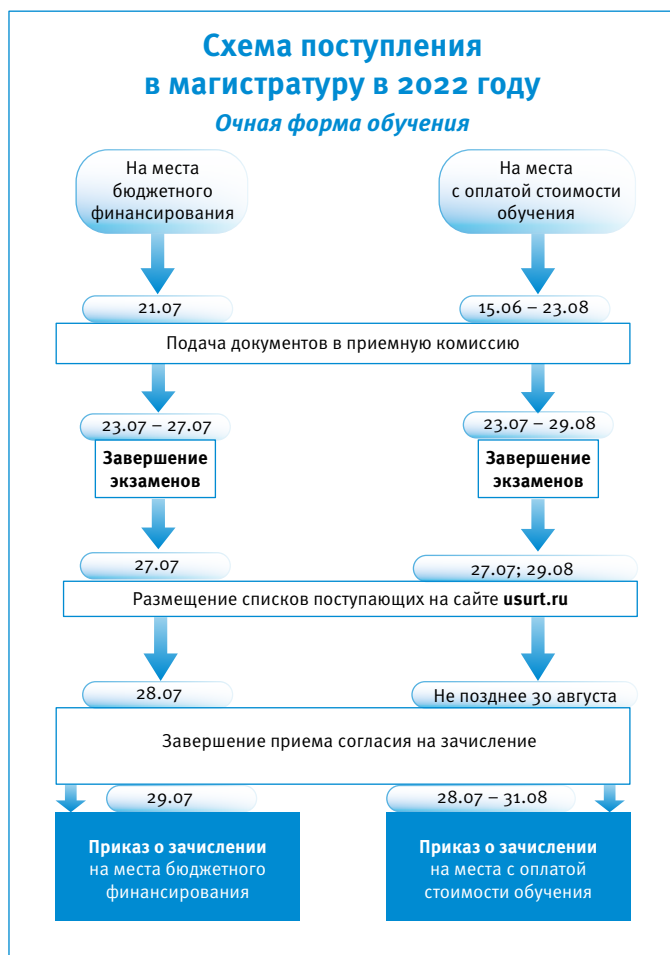 Схема поступления
в магистратуру в 2022 году
Очная форма обучения
На места
бюджетного
финансирования
На места
с оплатой стоимости
обучения
21.07
15.06 – 23.08
Подача документов в приемную комиссию
23.07 – 27.07
23.07 – 29.08
Завершение
экзаменов
Завершение
экзаменов
27.07
27.07; 29.08
Размещение списков поступающих на сайте usurt.ru
28.07
Не позднее 30 августа
Завершение приема согласия на зачисление
29.07
28.07 – 31.08
Приказ о зачислении
на места бюджетного
финансирования
Приказ о зачислении
на места с оплатой
стоимости обучения